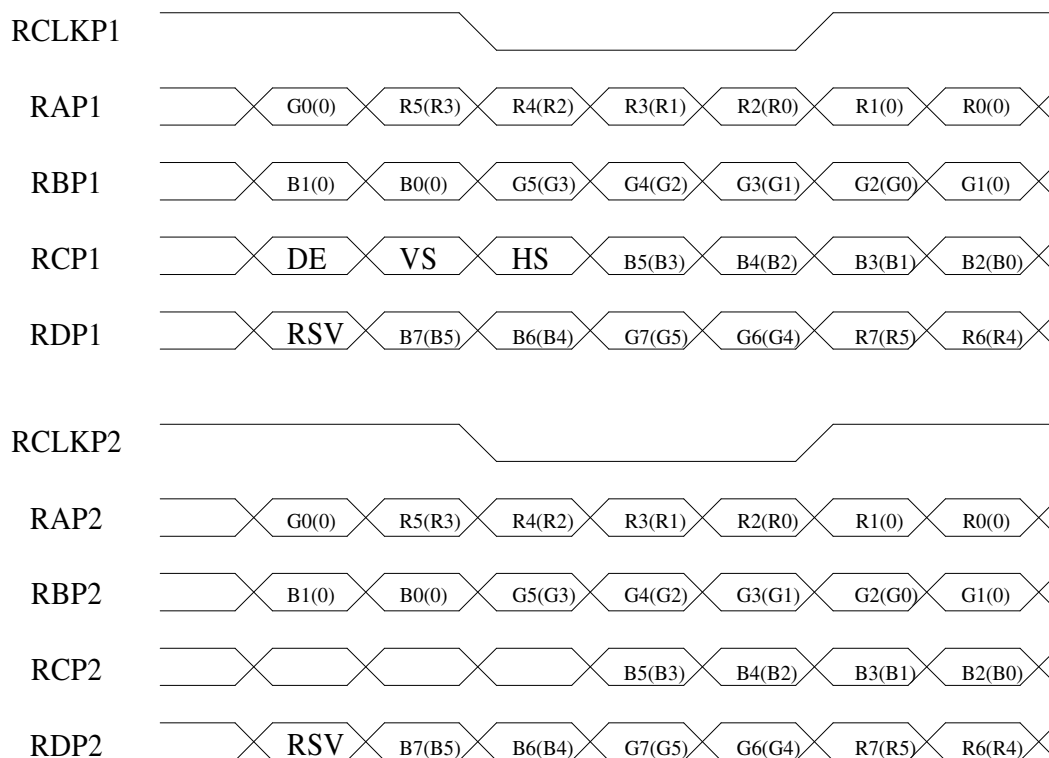 RCLKP1
RAP1 G0(0) R5(R3) R4(R2) R3(R1) R2(R0) R1(0) R0(0)
RBP1 B1(0) B0(0) G5(G3) G4(G2) G3(G1) G2(G0) G1(0)
RCP1 DE VS HS B5(B3) B4(B2) B3(B1) B2(B0)
RDP1 RSV B7(B5) B6(B4) G7(G5) G6(G4) R7(R5) R6(R4)
RCLKP2
RAP2 G0(0) R5(R3) R4(R2) R3(R1) R2(R0) R1(0) R0(0)
RBP2 B1(0) B0(0) G5(G3) G4(G2) G3(G1) G2(G0) G1(0)
RCP2 B5(B3) B4(B2) B3(B1) B2(B0)
RDP2 RSV B7(B5) B6(B4) G7(G5) G6(G4) R7(R5) R6(R4)